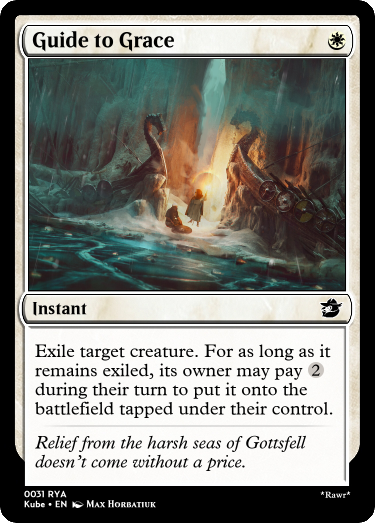 Guide to Grace
Instant
Exile target creature. For as long as it
remains exiled, its owner may pay 2
during their turn to put it onto the
battlefield tapped under their control.
Relief from the harsh seas of Gottsfell
doesn't come without a price.
0031 RYA
Kube • EN Max Horbatiuk
*Rawr*